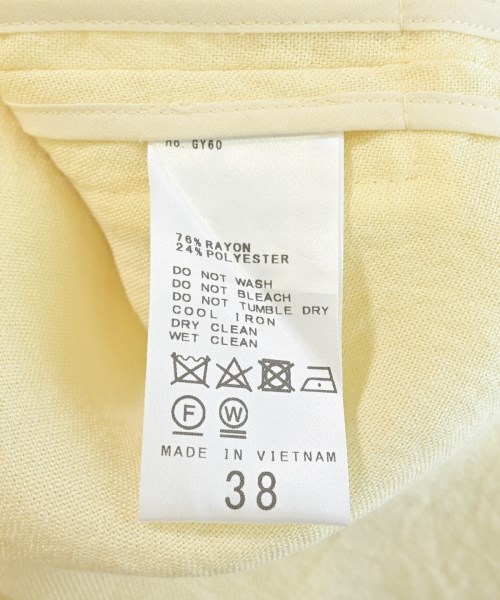 no. GY60
76% RAYON
24% POLYESTER
DO NOT WASH
DO NOT BLEACH
DO NOT TUMBLE DRY
COOL IRON
DRY CLEAN
WET CLEAN
F W
MADE IN VIETNAM
38